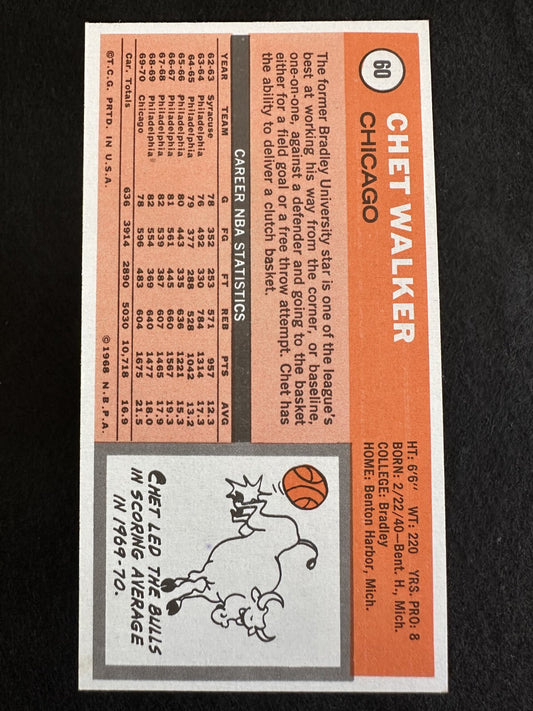 60
CHET WALKER
CHICAGO
HT: 6'6" WT: 220 YRS. PRO: 8
BORN: 2/22/40—Bent. H., Mich.
COLLEGE: Bradley
HOME: Benton Harbor, Mich.
The former Bradley University star is one of the league's
best at working his way from the corner, or baseline,
one-on-one, against a defender and going to the basket
either for a field goal or a free throw attempt. Chet has
the ability to deliver a clutch basket.
CAREER NBA STATISTICS
YEAR TEAM G FG FT REB PTS AVG
62-63 Syracuse 78 352 253 571 957 12.3
63-64 Philadelphia 76 492 330 784 1314 17.3
64-65 Philadelphia 79 377 288 528 1042 13.2
65-66 Philadelphia 80 443 335 636 1221 15.3
66-67 Philadelphia 81 561 445 660 1567 19.3
67-68 Philadelphia 82 539 387 607 1465 17.9
68-69 Philadelphia 82 554 369 640 1477 18.0
69-70 Chicago 78 596 483 604 1675 21.5
Car. Totals 636 3914 2890 5030 10,718 16.9
©T.C.G. PRTD. IN U.S.A. ©1968 N.B.P.A.
CHET LED THE BULLS
IN SCORING AVERAGE
IN 1969-70.